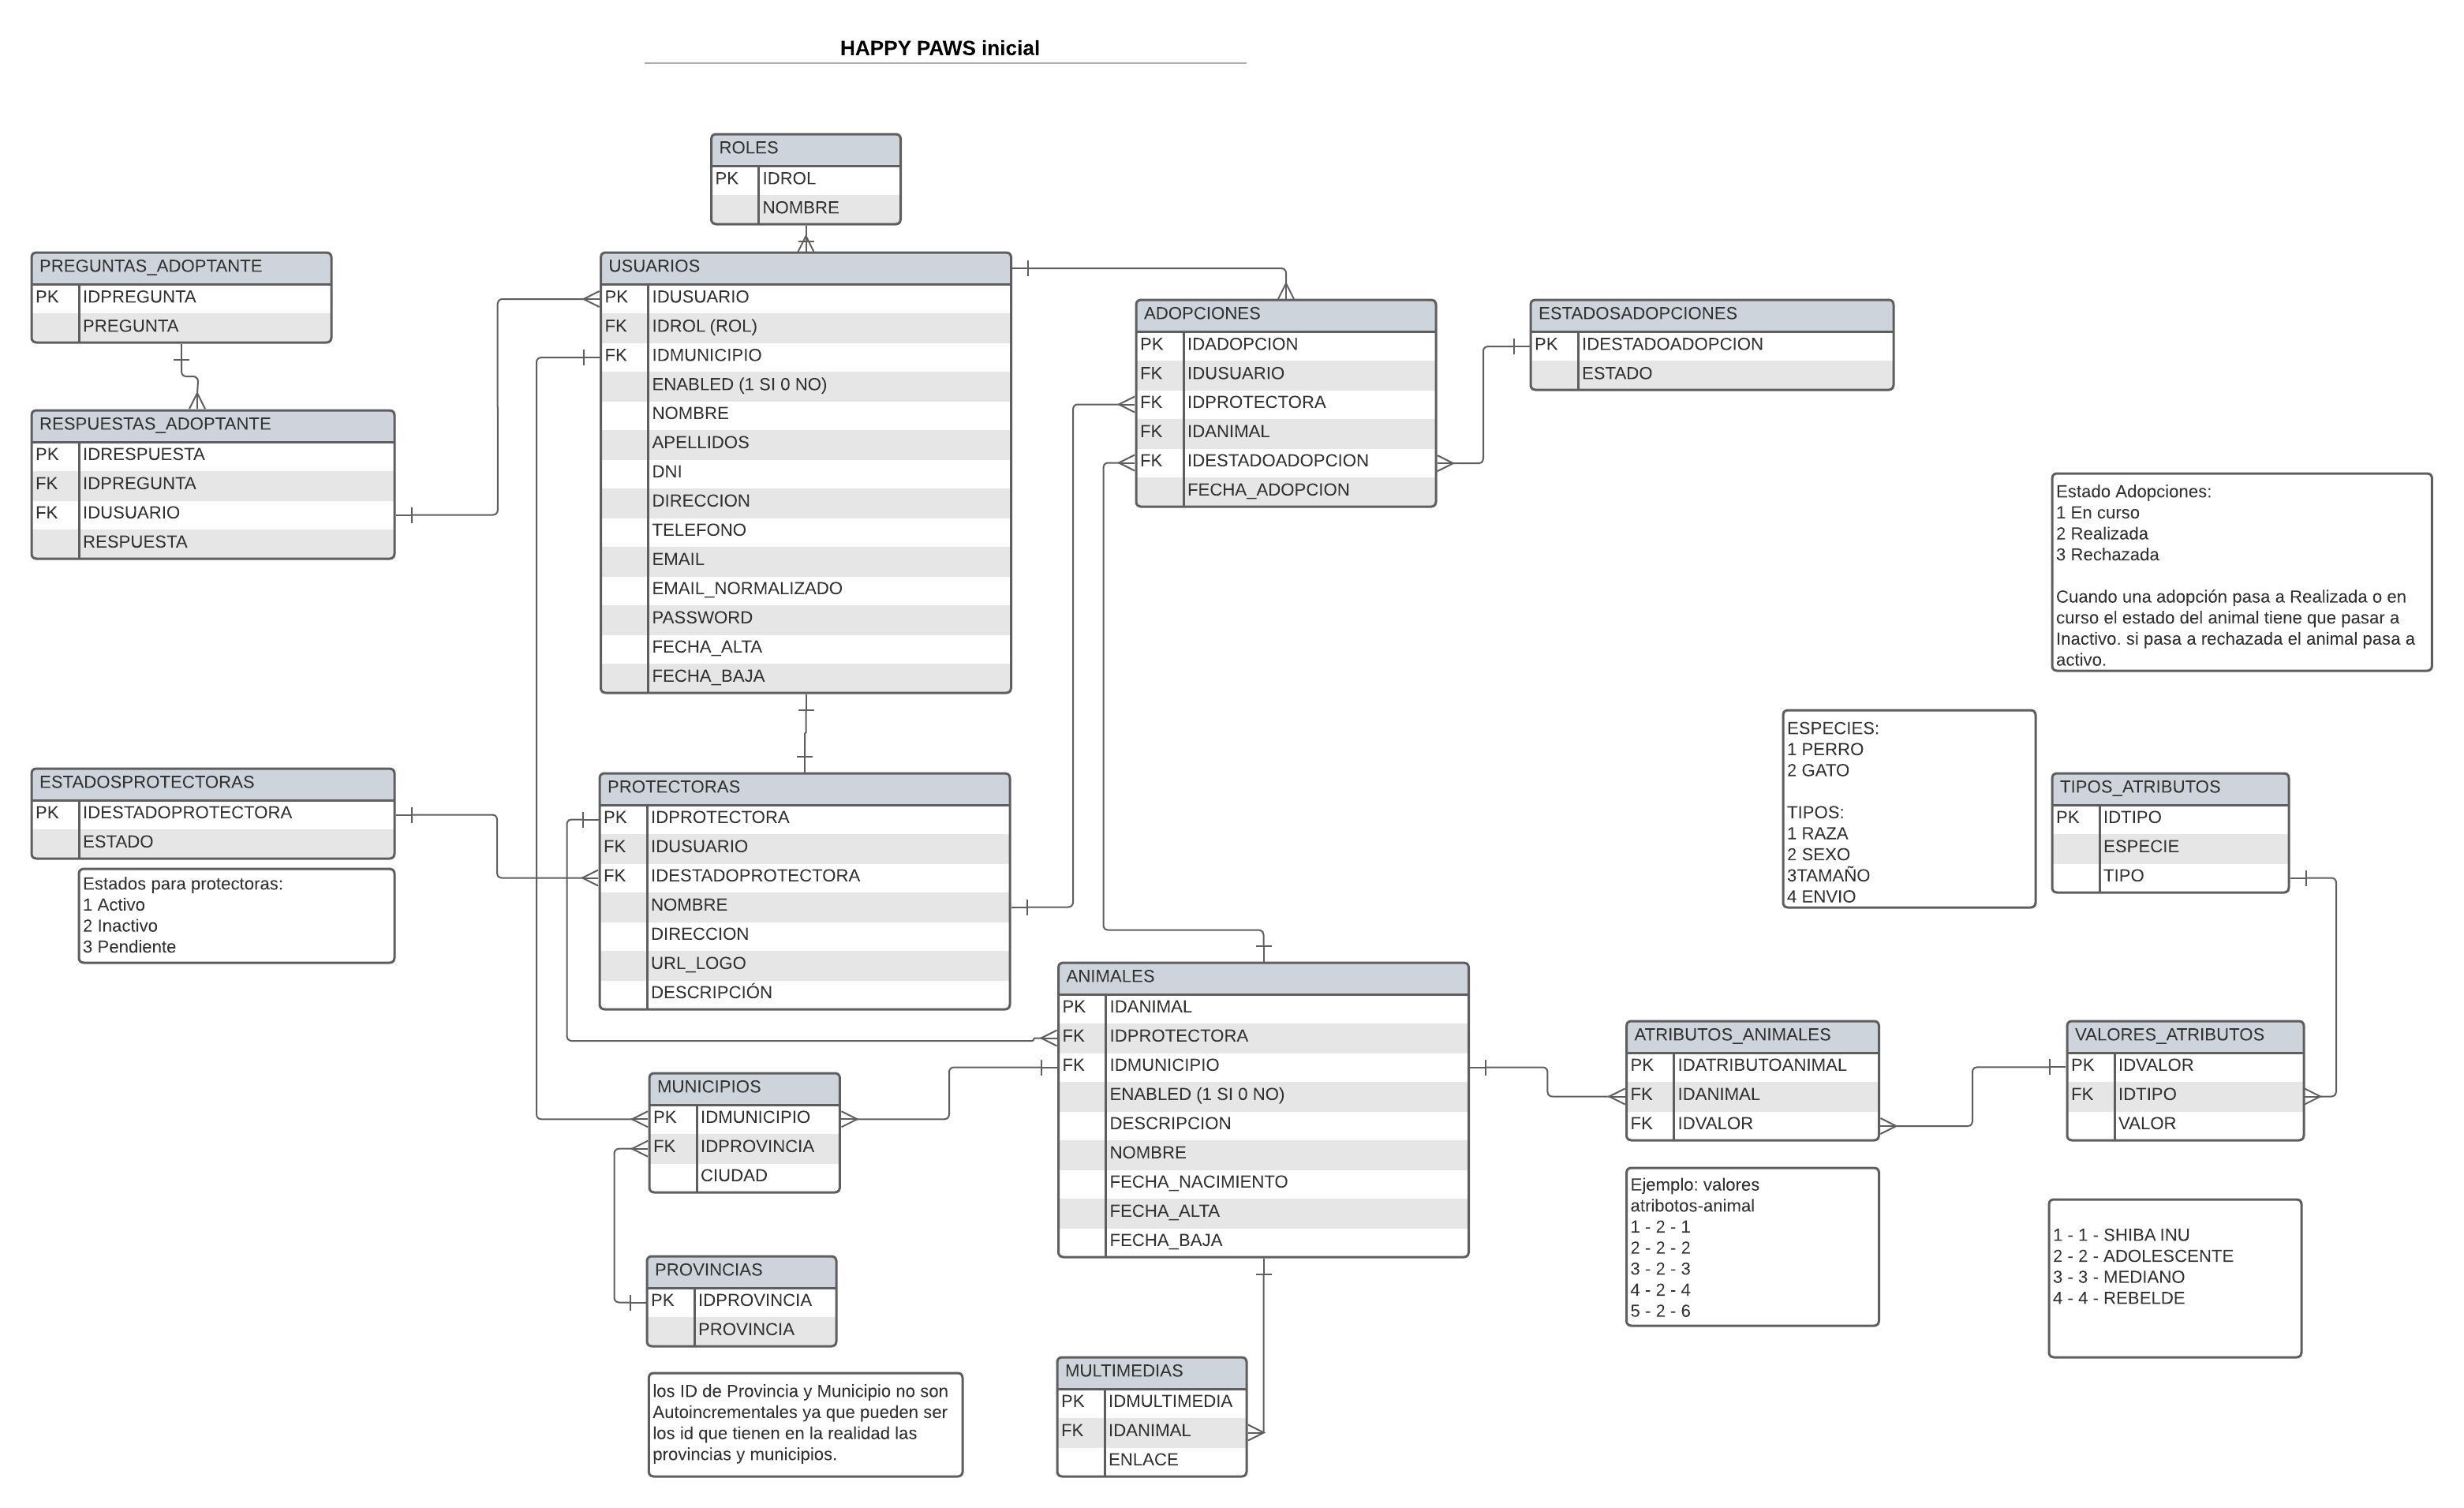 HAPPY PAWS inicial
ROLES
PK IDROL
NOMBRE
PREGUNTAS_ADOPTANTE
PK IDPREGUNTA
PREGUNTA
RESPUESTAS_ADOPTANTE
PK IDRESPUESTA
FK IDPREGUNTA
FK IDUSUARIO
RESPUESTA
USUARIOS
PK IDUSUARIO
FK IDROL (ROL)
FK IDMUNICIPIO
ENABLED (1 SI 0 NO)
NOMBRE
APELLIDOS
DNI
DIRECCION
TELEFONO
EMAIL
EMAIL_NORMALIZADO
PASSWORD
FECHA_ALTA
FECHA_BAJA
ADOPCIONES
PK IDADOPCION
FK IDUSUARIO
FK IDPROTECTORA
FK IDANIMAL
FK IDESTADOADOPCION
FECHA_ADOPCION
ESTADOSADOPCIONES
PK IDESTADOADOPCION
ESTADO
Estado Adopciones:
1 En curso
2 Realizada
3 Rechazada
Cuando una adopción pasa a Realizada o en
curso el estado del animal tiene que pasar a
Inactivo. si pasa a rechazada el animal pasa a
activo.
ESTADOSPROTECTORAS
PK IDESTADOPROTECTORA
ESTADO
Estados para protectoras:
1 Activo
2 Inactivo
3 Pendiente
PROTECTORAS
PK IDPROTECTORA
FK IDUSUARIO
FK IDESTADOPROTECTORA
NOMBRE
DIRECCION
URL_LOGO
DESCRIPCIÓN
ESPECIES:
1 PERRO
2 GATO
TIPOS:
1 RAZA
2 SEXO
3TAMAÑO
4 ENVIO
TIPOS_ATRIBUTOS
PK IDTIPO
ESPECIE
TIPO
ANIMALES
PK IDANIMAL
FK IDPROTECTORA
FK IDMUNICIPIO
ENABLED (1 SI 0 NO)
DESCRIPCION
NOMBRE
FECHA_NACIMIENTO
FECHA_ALTA
FECHA_BAJA
ATRIBUTOS_ANIMALES
PK IDATRIBUTOANIMAL
FK IDANIMAL
FK IDVALOR
VALORES_ATRIBUTOS
PK IDVALOR
FK IDTIPO
VALOR
MUNICIPIOS
PK IDMUNICIPIO
FK IDPROVINCIA
CIUDAD
Ejemplo: valores
atribotos-animal
1 - 2 - 1
2 - 2 - 2
3 - 2 - 3
4 - 2 - 4
5 - 2 - 6
1 - 1 - SHIBA INU
2 - 2 - ADOLESCENTE
3 - 3 - MEDIANO
4 - 4 - REBELDE
PROVINCIAS
PK IDPROVINCIA
PROVINCIA
los ID de Provincia y Municipio no son
Autoincrementales ya que pueden ser
los id que tienen en la realidad las
provincias y municipios.
MULTIMEDIAS
PK IDMULTIMEDIA
FK IDANIMAL
ENLACE